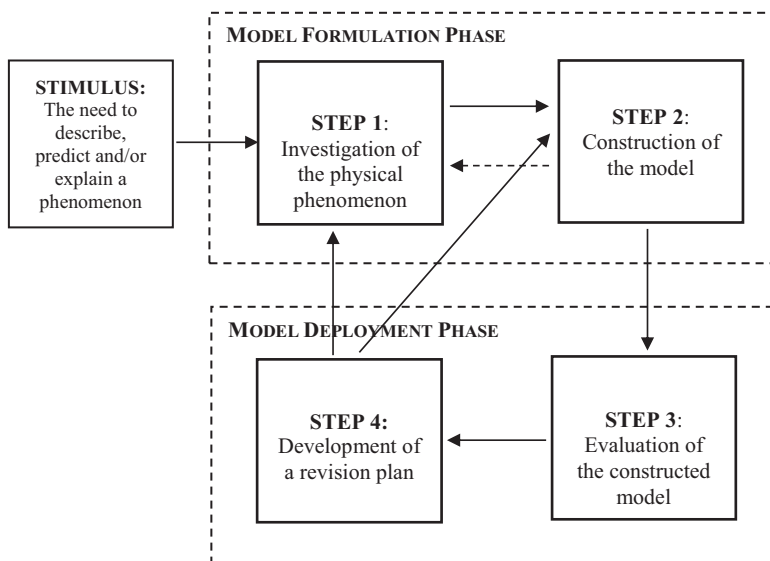 MODEL FORMULATION PHASE
STIMULUS:
The need to
describe,
predict and/or
explain a
phenomenon
STEP 1:
Investigation of
the physical
phenomenon
STEP 2:
Construction of
the model
MODEL DEPLOYMENT PHASE
STEP 4:
Development of
a revision plan
STEP 3:
Evaluation of
the constructed
model